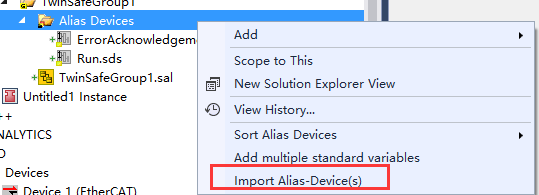 TwinSafeGroup1
Alias Devices
ErrorAcknowledgeme
Run.sds
TwinSafeGroup1.sal
Untitled1 Instance
++
NALYTICS
O
Devices
Device 1 (EtherCAT)
Add
Scope to This
New Solution Explorer View
View History...
Sort Alias Devices
Add multiple standard variables
Import Alias-Device(s)